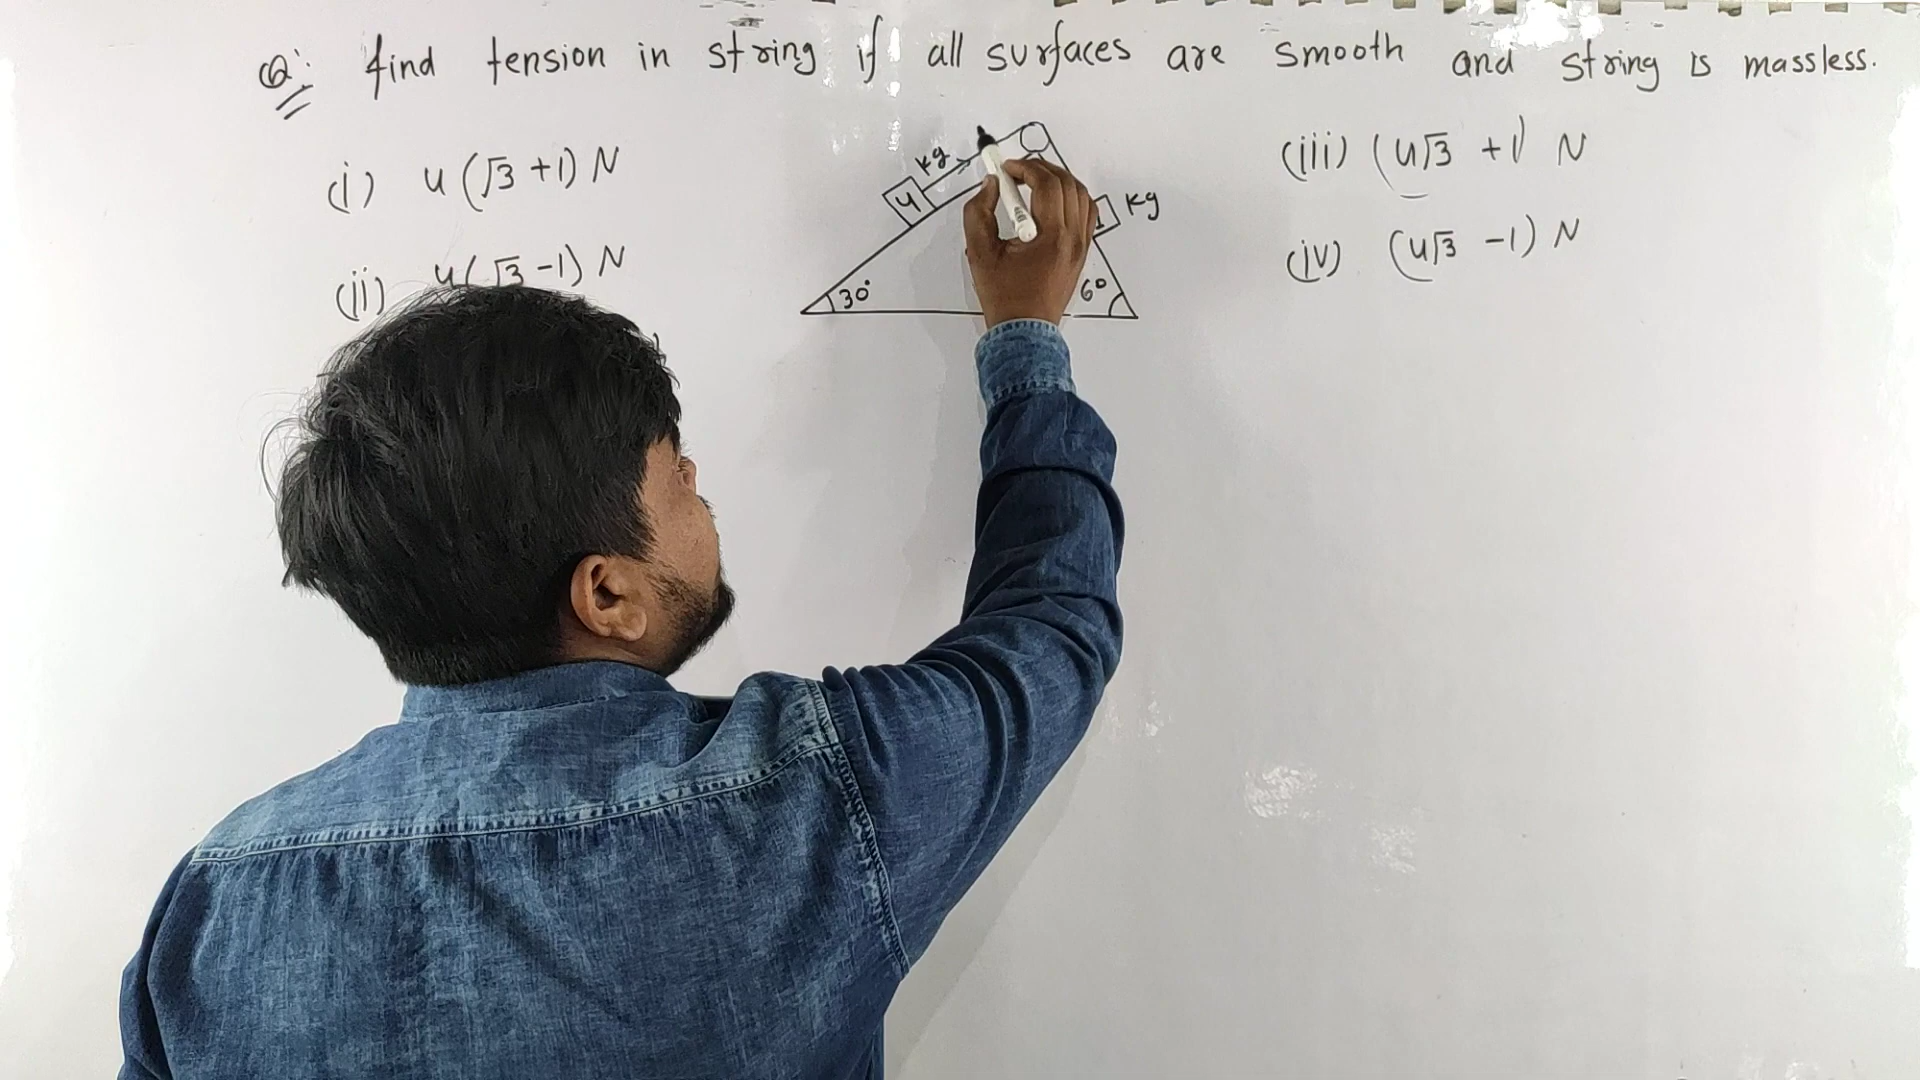 Q: find tension in string if all surfaces are smooth and string is massless.
(i) 4(√3 +1) N
(ii) 4(√3 -1) N
(iii) (4√3 +1) N
(iv) (4√3 -1) N
4 kg
1 kg
30°
60